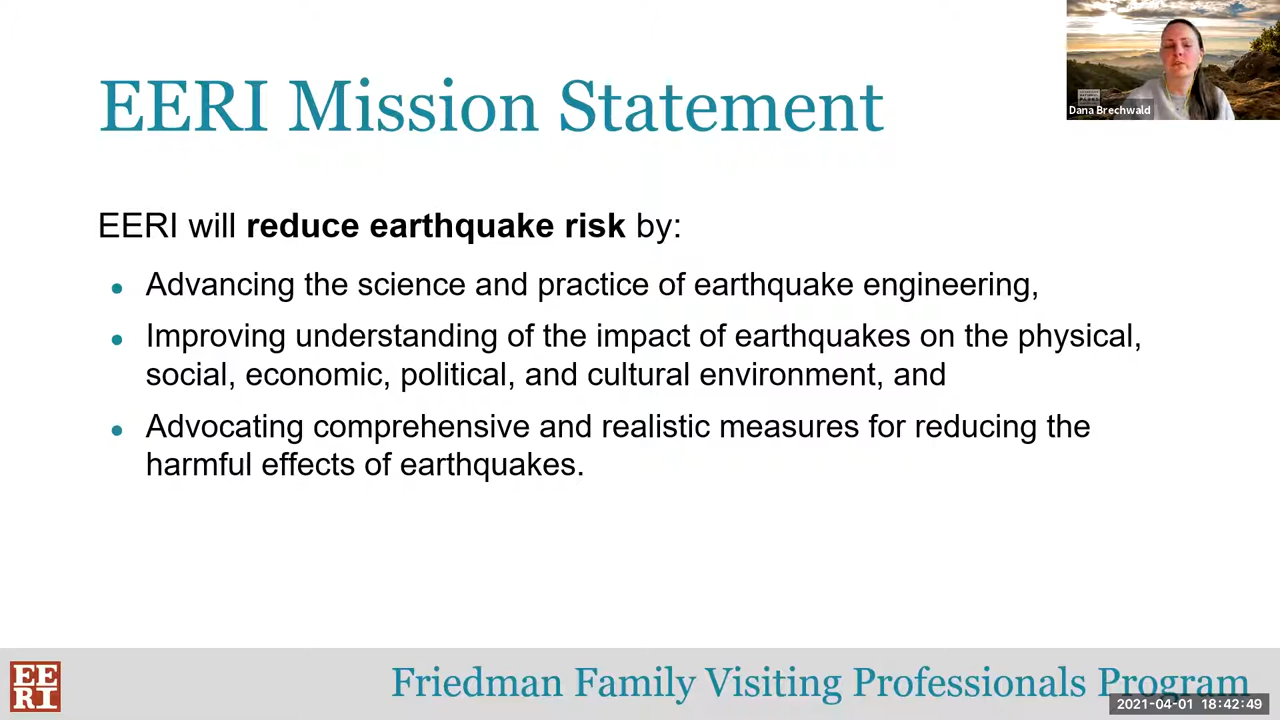 EERI Mission Statement
Dana Brechwald
EERI will reduce earthquake risk by:
Advancing the science and practice of earthquake engineering,
Improving understanding of the impact of earthquakes on the physical,
social, economic, political, and cultural environment, and
Advocating comprehensive and realistic measures for reducing the
harmful effects of earthquakes.
EE
RI
Friedman Family Visiting Professionals Program
2021-04-01 18:42:49